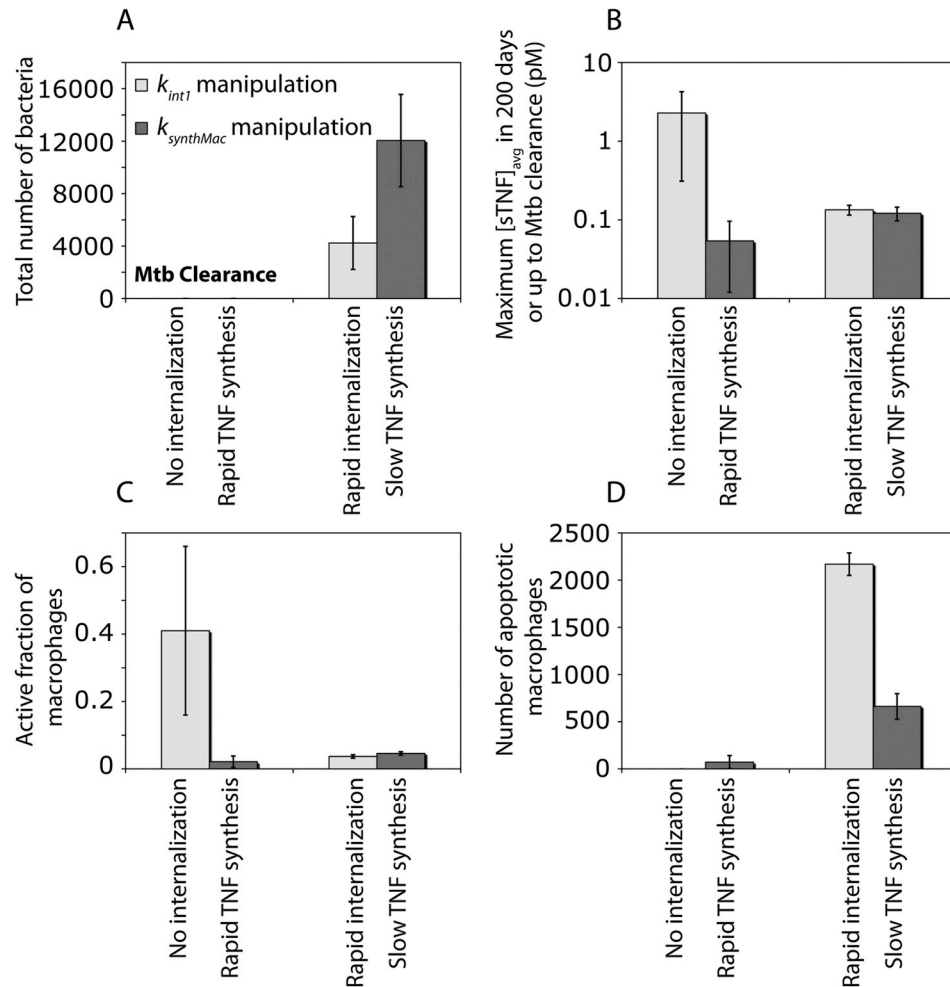 A
Total number of bacteria
16000
12000
8000
4000
0
k_int1 manipulation
k_synthMac manipulation
Mtb Clearance
No internalization
Rapid TNF synthesis
Rapid internalization
Slow TNF synthesis
B
Maximum [sTNF]avg in 200 days
or up to Mtb clearance (pM)
10
1
0.1
0.01
No internalization
Rapid TNF synthesis
Rapid internalization
Slow TNF synthesis
C
Active fraction of
macrophages
0.6
0.4
0.2
0
No internalization
Rapid TNF synthesis
Rapid internalization
Slow TNF synthesis
D
Number of apoptotic
macrophages
2500
2000
1500
1000
500
0
No internalization
Rapid TNF synthesis
Rapid internalization
Slow TNF synthesis